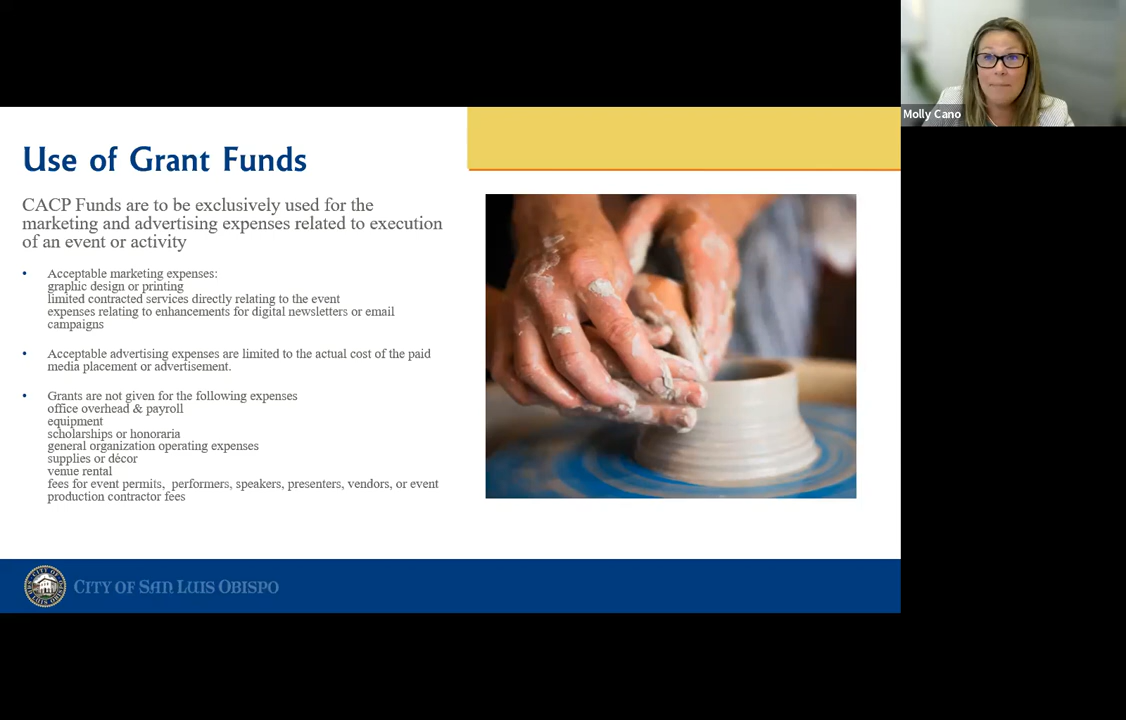 Molly Cano
Use of Grant Funds
CACP Funds are to be exclusively used for the
marketing and advertising expenses related to execution
of an event or activity
• Acceptable marketing expenses:
graphic design or printing
limited contracted services directly relating to the event
expenses relating to enhancements for digital newsletters or email
campaigns
• Acceptable advertising expenses are limited to the actual cost of the paid
media placement or advertisement.
• Grants are not given for the following expenses
office overhead & payroll
equipment
scholarships or honoraria
general organization operating expenses
supplies or décor
venue rental
fees for event permits, performers, speakers, presenters, vendors, or event
production contractor fees
CITY OF SAN LUIS OBISPO